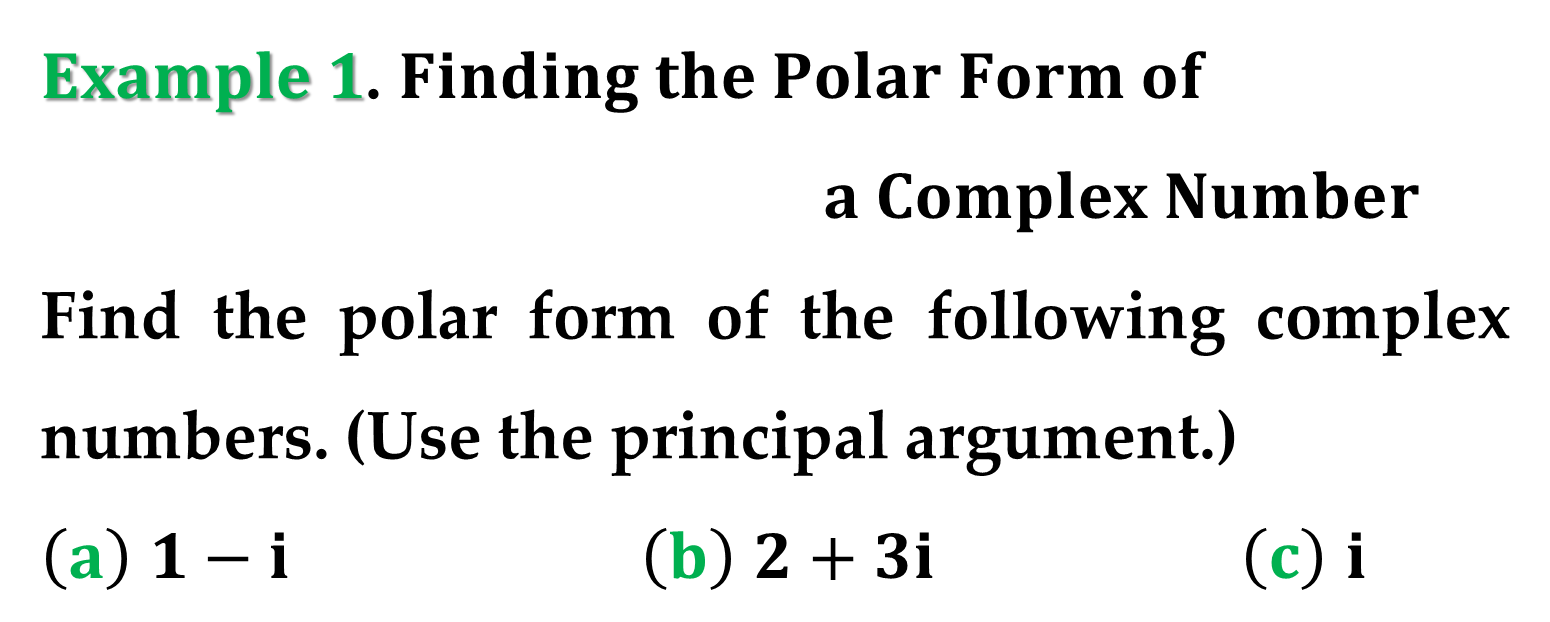 Example 1. Finding the Polar Form of
a Complex Number
Find the polar form of the following complex
numbers. (Use the principal argument.)
(a) 1 − i (b) 2 + 3i (c) i